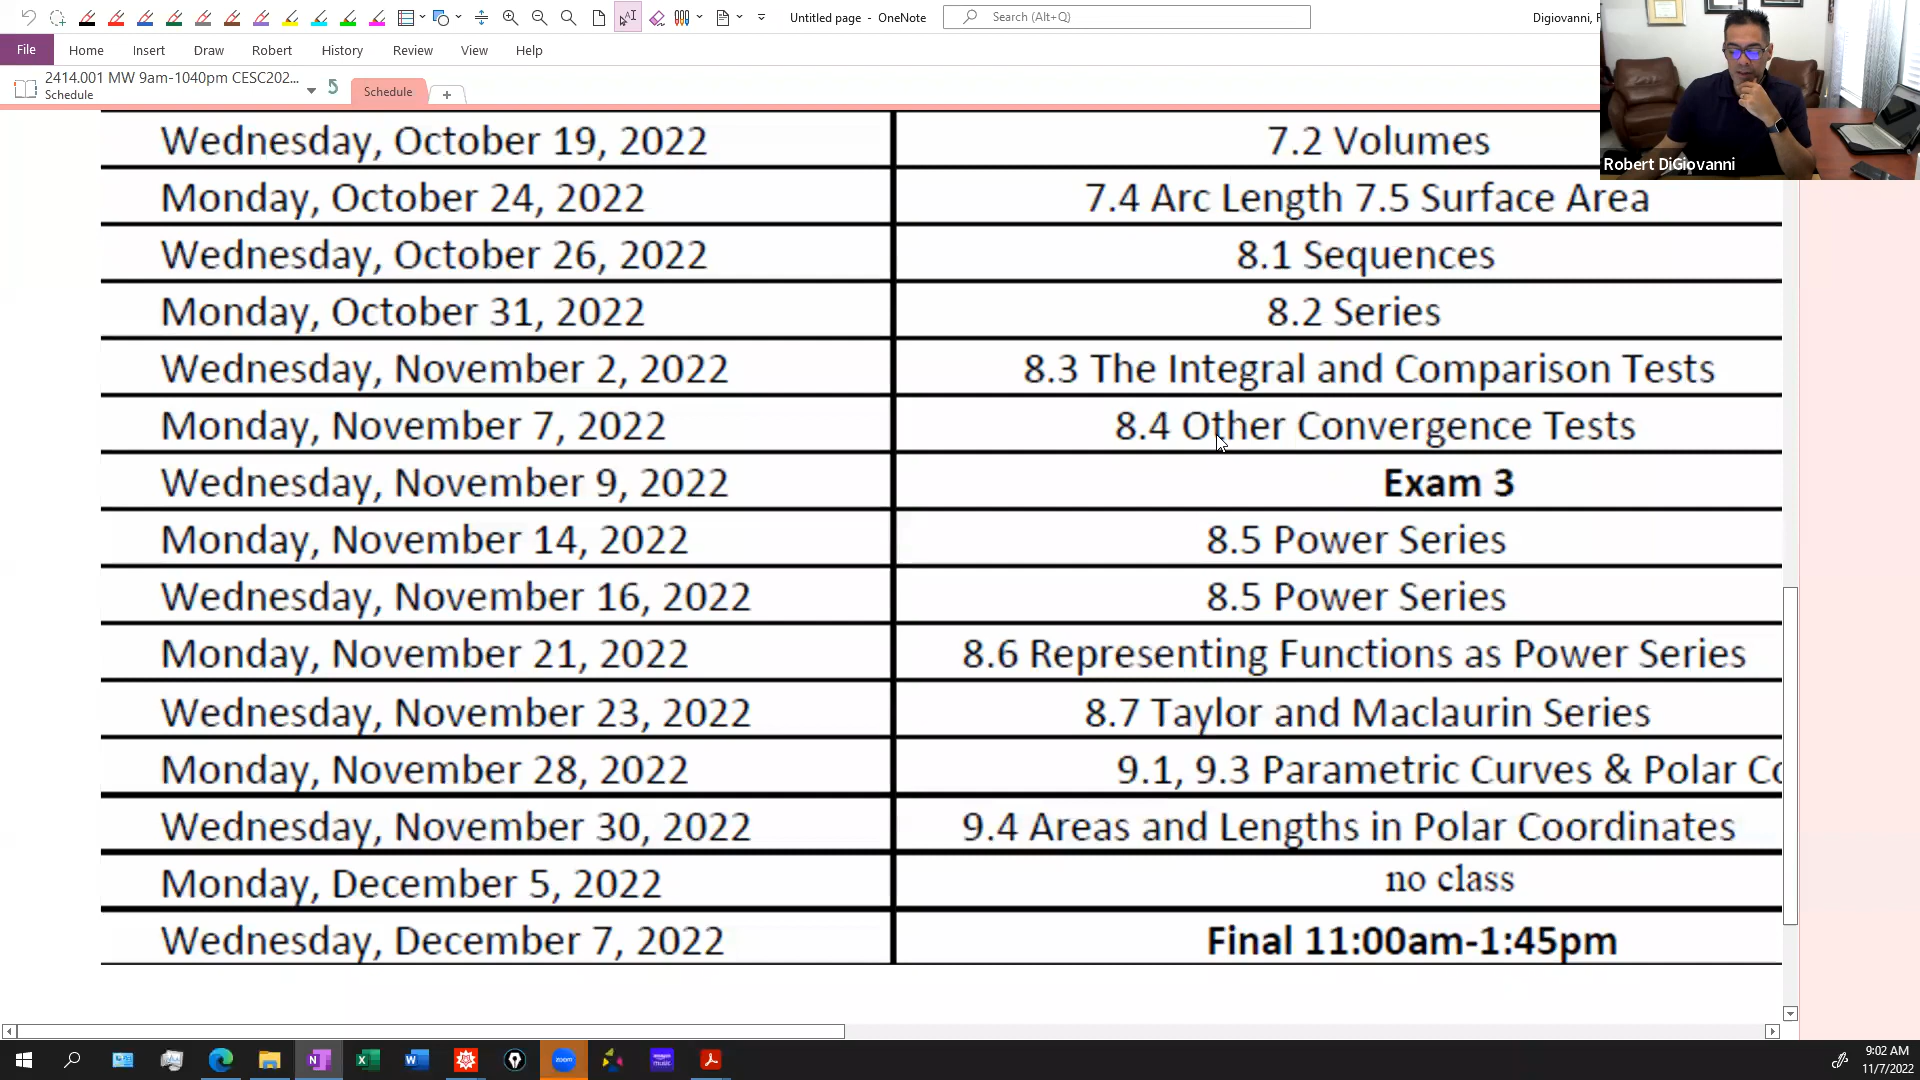 Untitled page - OneNote
Search (Alt+Q)
Digiovanni,
File Home Insert Draw Robert History Review View Help
2414.001 MW 9am-1040pm CESC202...
Schedule
Schedule
Robert DiGiovanni
Wednesday, October 19, 2022 7.2 Volumes
Monday, October 24, 2022 7.4 Arc Length 7.5 Surface Area
Wednesday, October 26, 2022 8.1 Sequences
Monday, October 31, 2022 8.2 Series
Wednesday, November 2, 2022 8.3 The Integral and Comparison Tests
Monday, November 7, 2022 8.4 Other Convergence Tests
Wednesday, November 9, 2022 Exam 3
Monday, November 14, 2022 8.5 Power Series
Wednesday, November 16, 2022 8.5 Power Series
Monday, November 21, 2022 8.6 Representing Functions as Power Series
Wednesday, November 23, 2022 8.7 Taylor and Maclaurin Series
Monday, November 28, 2022 9.1, 9.3 Parametric Curves & Polar Co
Wednesday, November 30, 2022 9.4 Areas and Lengths in Polar Coordinates
Monday, December 5, 2022 no class
Wednesday, December 7, 2022 Final 11:00am-1:45pm
zoom
9:02 AM
11/7/2022